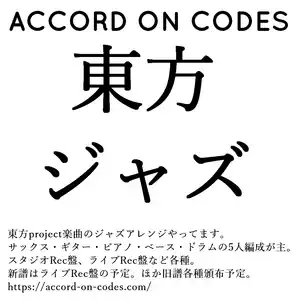 ACCORD ON CODES
東方
ジャズ
東方project楽曲のジャズアレンジやってます。
サックス・ギター・ピアノ・ベース・ドラムの5人編成が主。
スタジオRec盤、ライブRec盤など各種。
新譜はライブRec盤の予定。ほか旧譜各種頒布予定。
https://accord-on-codes.com/